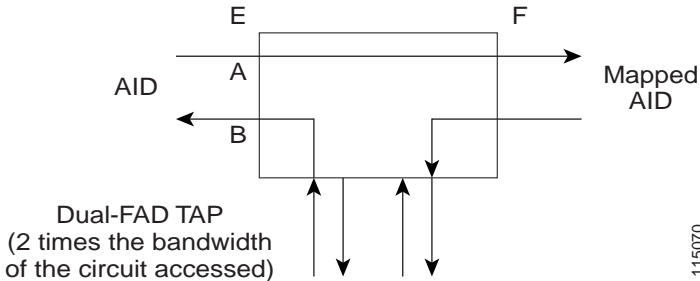 E
F
A
AID
Mapped
AID
B
Dual-FAD TAP
(2 times the bandwidth
of the circuit accessed)
115070